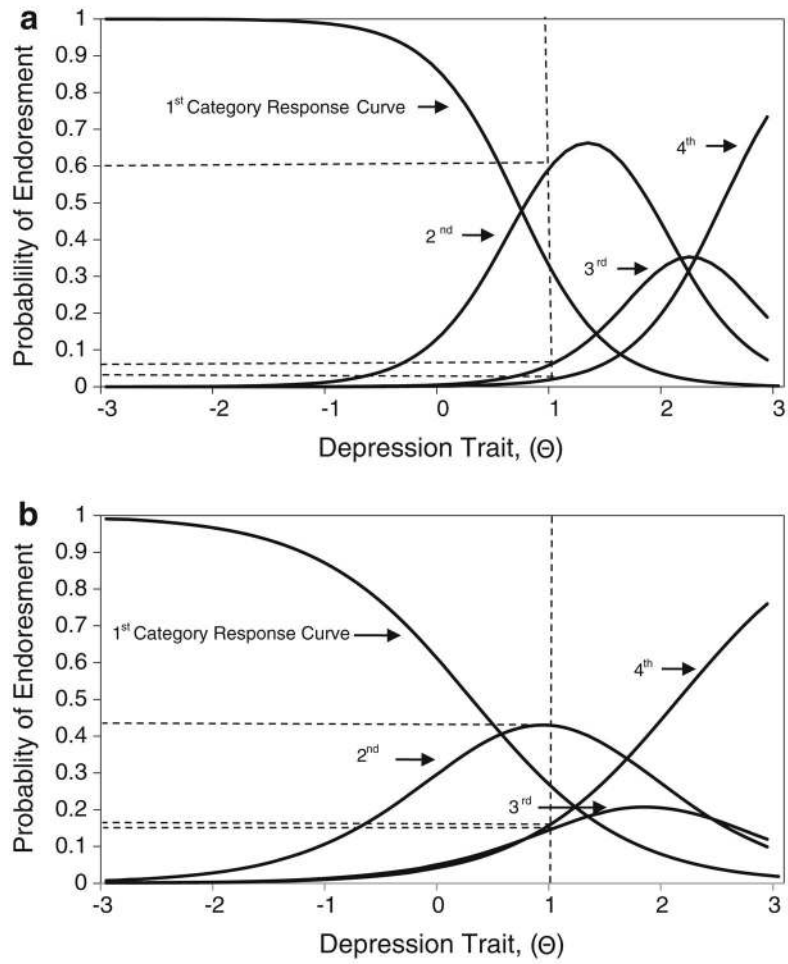 a
Probablility of Endoresment
1
0.9
0.8
0.7
0.6
0.5
0.4
0.3
0.2
0.1
0
1st Category Response Curve
2nd
3rd
4th
-3 -2 -1 0 1 2 3
Depression Trait, (Θ)
b
Probablity of Endoresment
1
0.9
0.8
0.7
0.6
0.5
0.4
0.3
0.2
0.1
0
1st Category Response Curve
2nd
3rd
4th
-3 -2 -1 0 1 2 3
Depression Trait, (Θ)